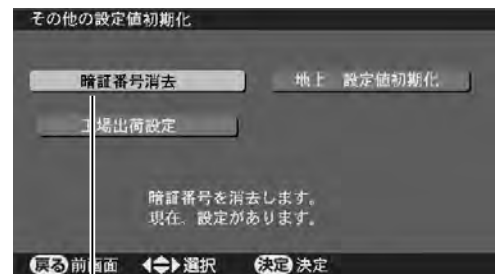 その他の設定値初期化
暗証番号消去
地上 設定値初期化
工場出荷設定
暗証番号を消去します。
現在、設定があります。
戻る 前画面 選択 決定 決定